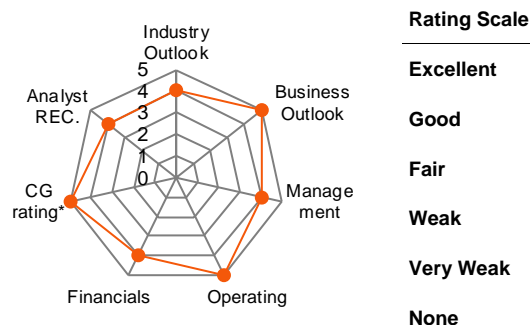 Industry
Outlook
Business
Outlook
Manage
ment
Operating
Financials
CG
rating*
Analyst
REC.
5
4
3
2
1
0
Rating Scale
Excellent
Good
Fair
Weak
Very Weak
None